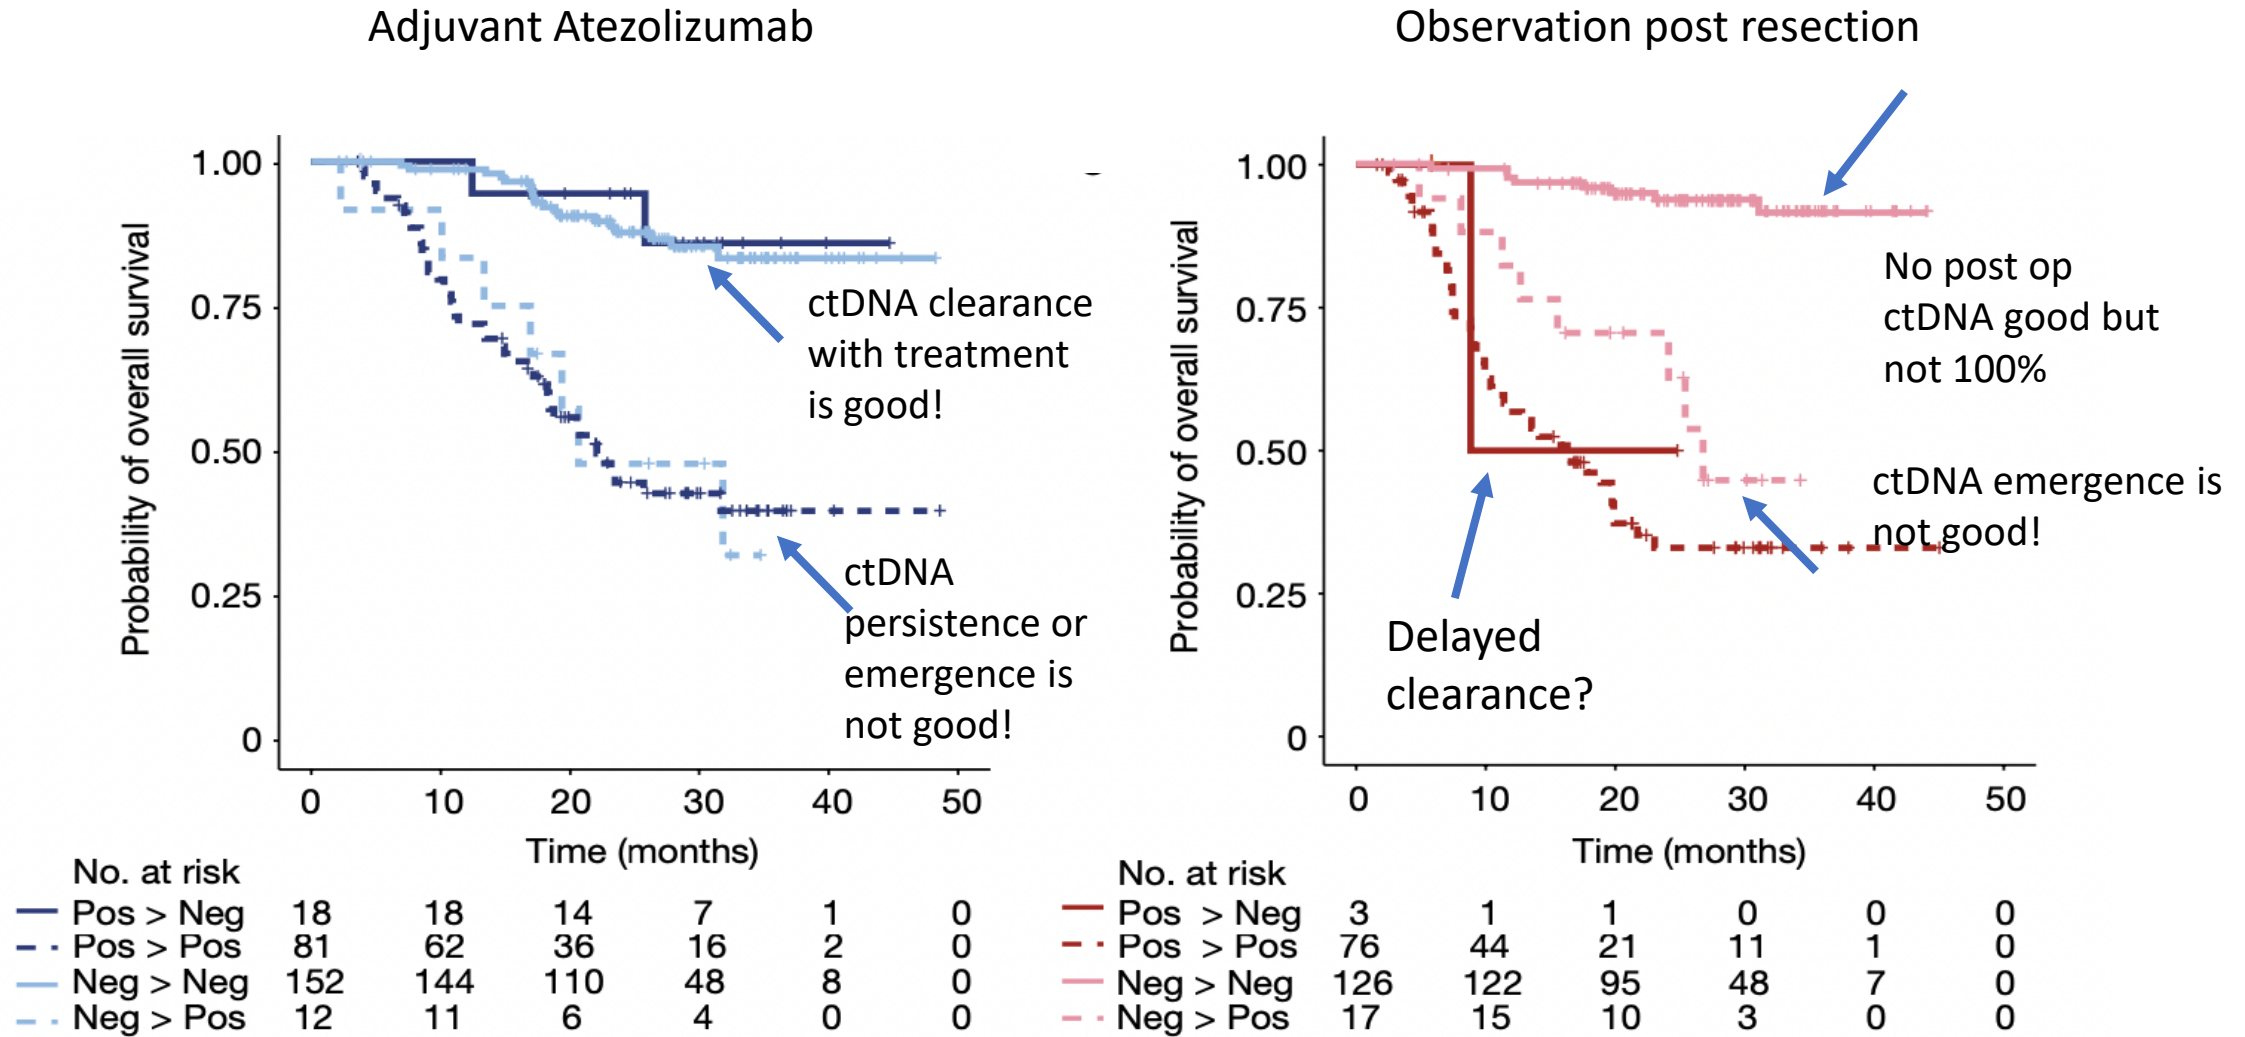 Adjuvant Atezolizumab
Observation post resection
Probability of overall survival
1.00
0.75
0.50
0.25
0
ctDNA clearance
with treatment
is good!
ctDNA
persistence or
emergence is
not good!
0 10 20 30 40 50
Time (months)
No. at risk
Pos > Neg 18 18 14 7 1 0
Pos > Pos 81 62 36 16 2 0
Neg > Neg 152 144 110 48 8 0
Neg > Pos 12 11 6 4 0 0
Probability of overall survival
1.00
0.75
0.50
0.25
0
No post op
ctDNA good but
not 100%
ctDNA emergence is
not good!
Delayed
clearance?
0 10 20 30 40 50
Time (months)
No. at risk
Pos > Neg 3 1 1 0 0 0
Pos > Pos 76 44 21 11 1 0
Neg > Neg 126 122 95 48 7 0
Neg > Pos 17 15 10 3 0 0